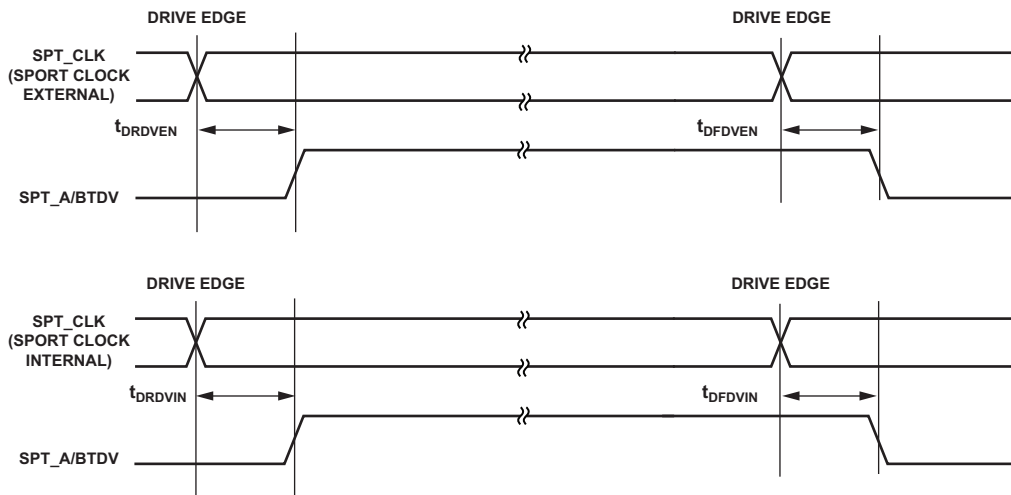 DRIVE EDGE
DRIVE EDGE
SPT_CLK
(SPORT CLOCK
EXTERNAL)
tDRDVEN
tDFDVEN
SPT_A/BTDV
DRIVE EDGE
DRIVE EDGE
SPT_CLK
(SPORT CLOCK
INTERNAL)
tDRDVIN
tDFDVIN
SPT_A/BTDV